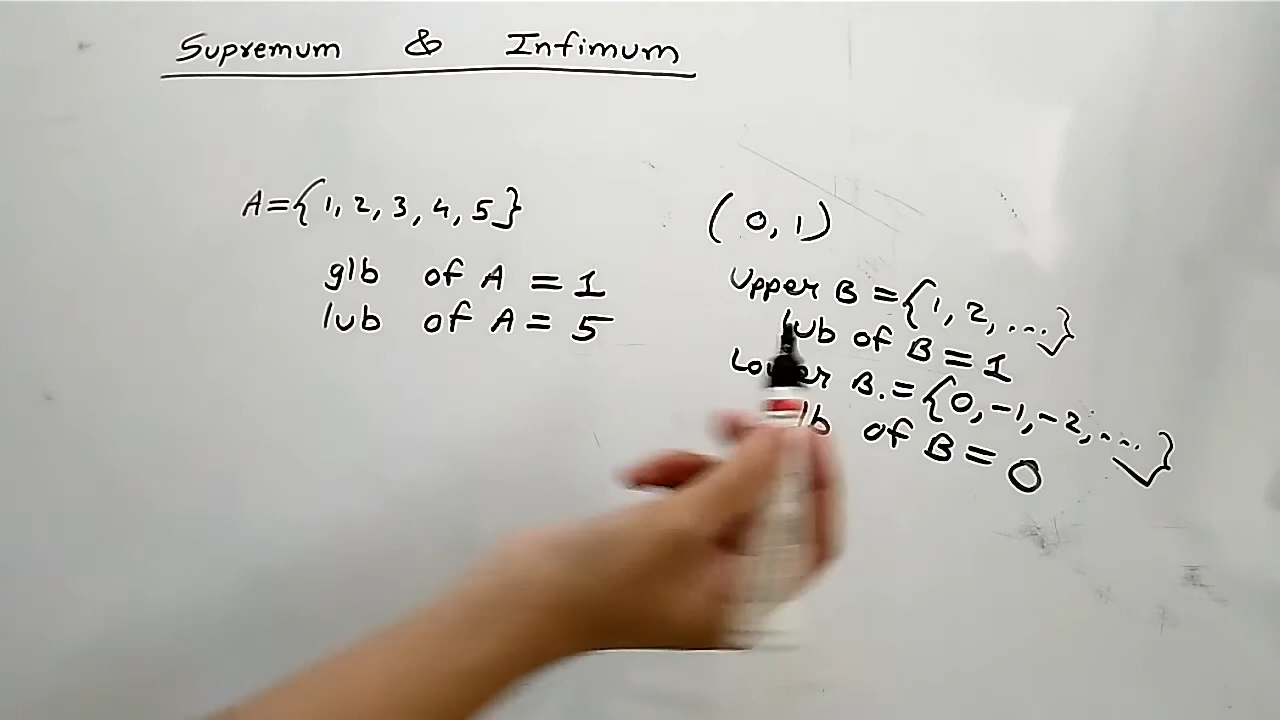 Supremum & Infimum
A={1, 2, 3, 4, 5}
glb of A = 1
lub of A = 5
(0, 1)
Upper B = {1, 2, ...}
lub of B = 1
B. = {0, -1, -2, ...}
of B = 0